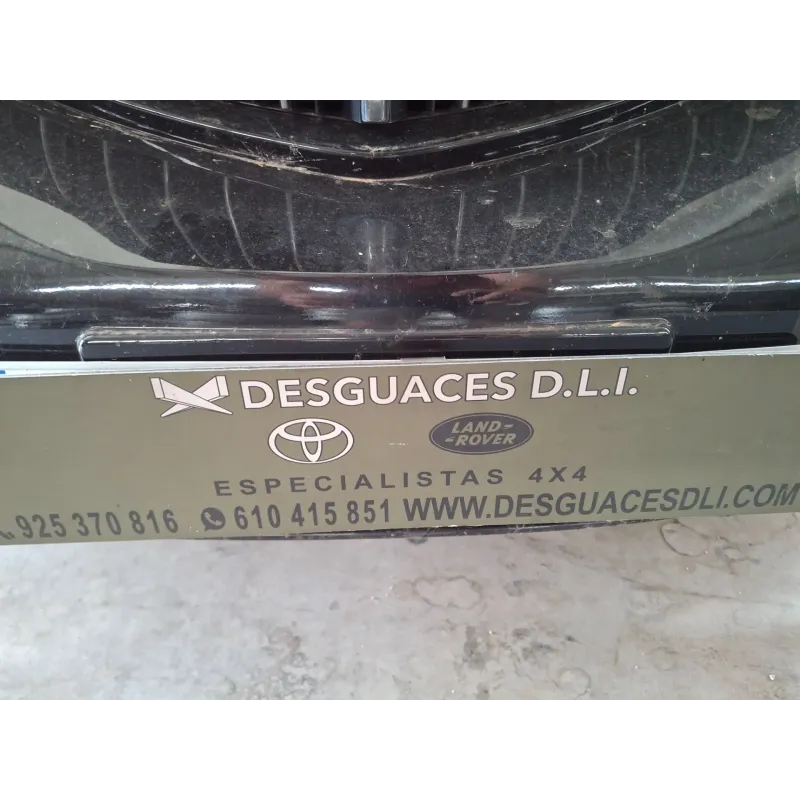 DESGUACES D.L.I.
LAND-
-ROVER
ESPECIALISTAS 4X4
925 370 816 610 415 851 WWW.DESGUACESDLI.COM